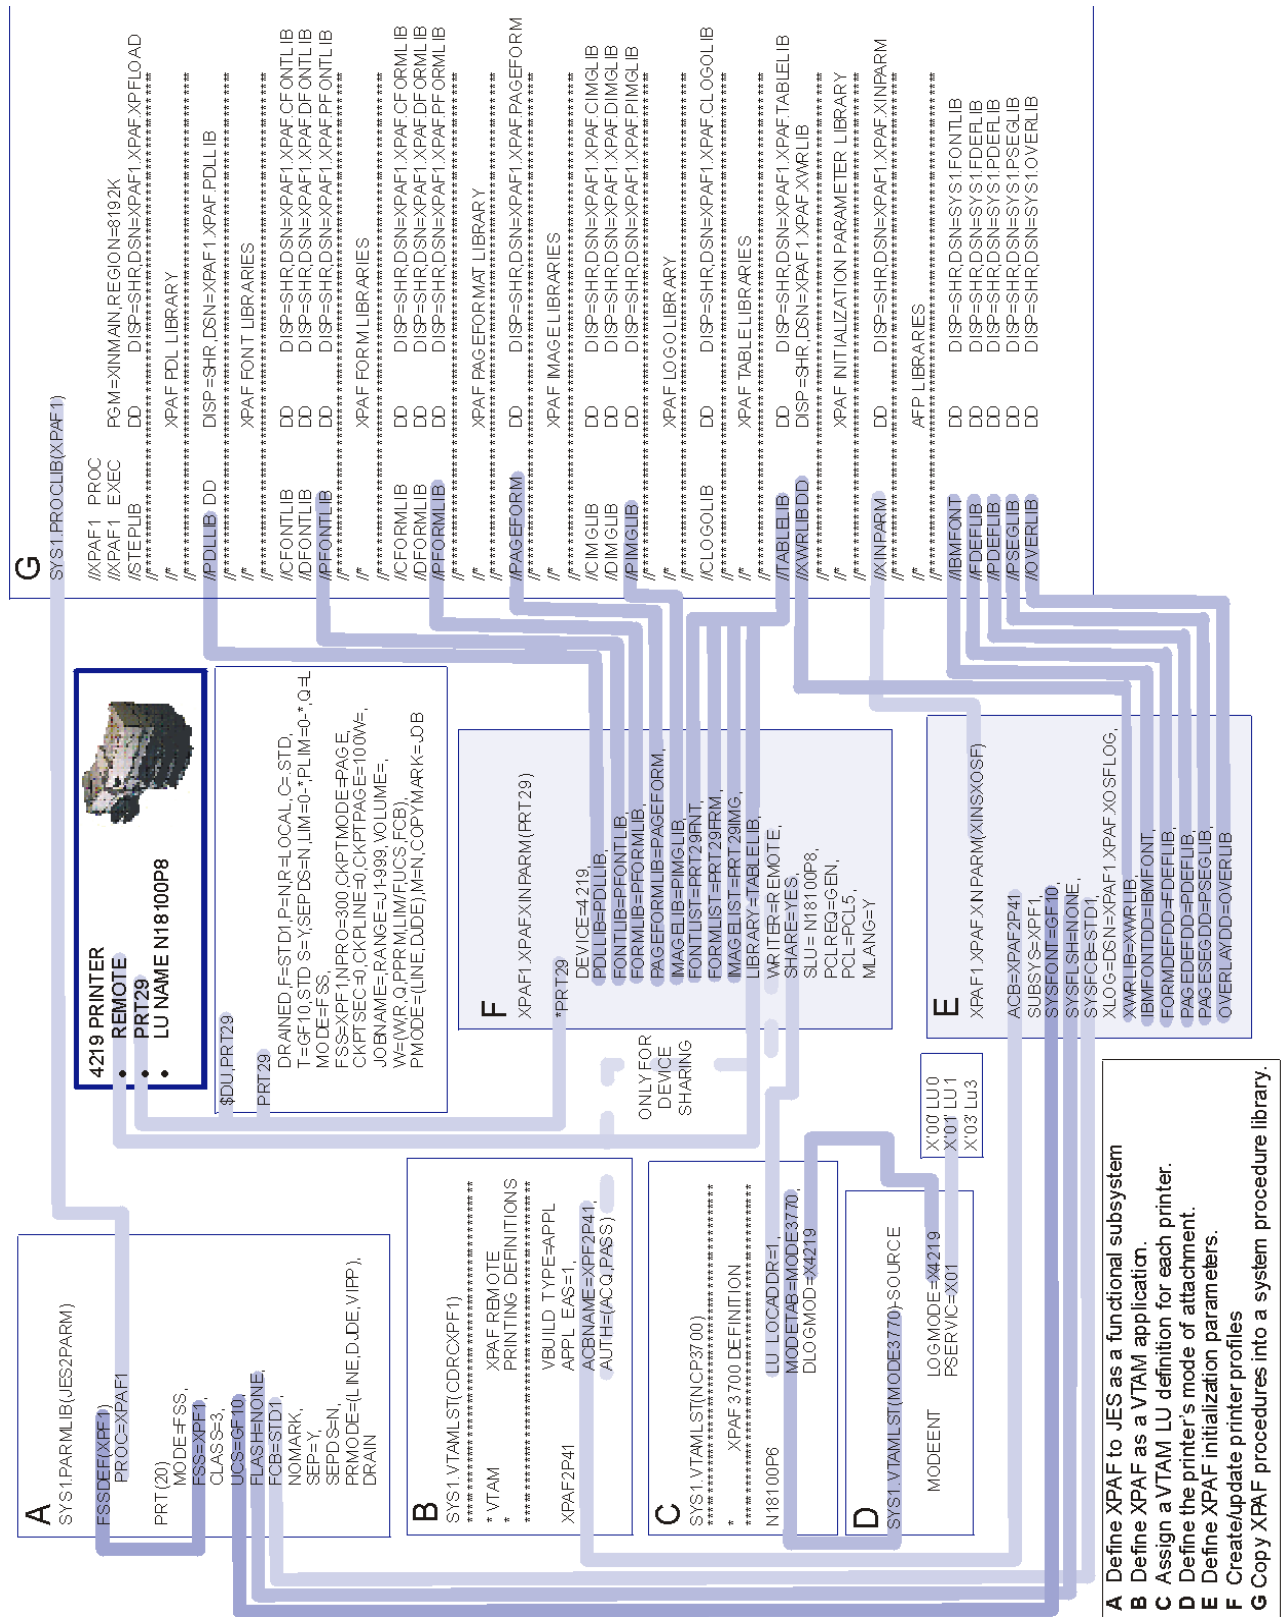 A
SYS1.PARMLIB(JES2PARM)
FSSDEF(XPF1)
PROC=XPAF1
PRT(20)
MODE=FSS,
FSS=XPF1,
CLASS=3,
UCS=GF10,
FLASH=NONE,
FCB=STD1,
NOMARK,
SEP=Y,
SEPDS=N,
PRMODE=(LINE,DJDE,VIPP),
DRAIN
B
SYS1.VTAMLST(CDRCXPF1)
*************************************************
* VTAM XPAF REMOTE
* PRINTING DEFINITIONS
*************************************************
VBUILD TYPE=APPL
XPAF2P41 APPL EAS=1,
ACBNAME=XPF2P41,
AUTH=(ACQ,PASS)
C
SYS1.VTAMLST(NCP3700)
*************************************************
* XPAF 3700 DEFINITION
*************************************************
N18100P6 LU LOCADDR=1,
MODETAB=MODE3770,
DLOGMOD=X4219
D
SYS1.VTAMLST(MODE3770)-SOURCE
MODEENT LOGMODE=X4219
PSERVIC=X01
X'00' LU0
X'01' LU1
X'03' Lu3
4219 PRINTER
• REMOTE
• PRT29
• LU NAME N18100P8
$DU,PRT29
PRT29
DRAINED,F=STD1,P=N,R=LOCAL,C=.STD,
T=GF10,STD S=Y,SEPDS=N,LIM=0-*,PLIM=0-*,Q=L
MODE=FSS,
FSS=XPF1,NPRO=300,CKPTMODE=PAGE,
CKPTSEC=0,CKPLINE=0,CKPTPAGE=100W=,
JOBNAME=,RANGE=J1-999,VOLUME=,
W=(WR,Q,PPRM,LIM/F,UCS,FCB),
PMODE=(LINE,DJDE),M=N,COPYMARK=JOB
ONLY FOR
DEVICE
SHARING
F
XPAF1.XPAF.XINPARM(PRT29)
*PRT29
DEVICE=4219,
PDLLIB=PDLLIB,
FONTLIB=PFONTLIB,
FORMLIB=PFORMLIB,
PAGEFORMLIB=PAGEFORM,
IMAGELIB=PIMGLIB,
FONTLIST=PRT29FNT,
FORMLIST=PRT29FRM,
IMAGELIST=PRT29IMG,
LIBRARY=TABLELIB,
WRITER=REMOTE,
SHARE=YES,
SLU= N18100P8,
PCLREQ=GEN,
PCL=PCL5,
MLANG=Y
E
XPAF1.XPAF.XINPARM(XINSXOSF)
ACB=XPAF2P41
SUBSYS=XPF1,
SYSFONT=GF10,
SYSFLSH=NONE,
SYSFCB=STD1,
XLOG=DSN=XPAF1.XPAF.XOSFLOG,
XWRLIB=XWRLIB,
IBMFONTDD=IBMFONT,
FORMDEFDD=FDEFLIB,
PAGEDEFDD=PDEFLIB,
PAGESEGDD=PSEGLIB,
OVERLAYDD=OVERLIB
G
SYS1.PROCLIB(XPAF1)
//XPAF1 PROC
//XPAF1 EXEC PGM=XINMAIN,REGION=8192K
//STEPLIB DD DISP=SHR,DSN=XPAF1.XPAF.XPFLOAD
//*************************************************
//* XPAF PDL LIBRARY
//*************************************************
//PDLLIB DD DISP=SHR,DSN=XPAF1.XPAF.PDLLIB
//*************************************************
//* XPAF FONT LIBRARIES
//*************************************************
//CFONTLIB DD DISP=SHR,DSN=XPAF1.XPAF.CFONTLIB
//DFONTLIB DD DISP=SHR,DSN=XPAF1.XPAF.DFONTLIB
//PFONTLIB DD DISP=SHR,DSN=XPAF1.XPAF.PFONTLIB
//*************************************************
//* XPAF FORM LIBRARIES
//*************************************************
//CFORMLIB DD DISP=SHR,DSN=XPAF1.XPAF.CFORMLIB
//DFORMLIB DD DISP=SHR,DSN=XPAF1.XPAF.DFORMLIB
//PFORMLIB DD DISP=SHR,DSN=XPAF1.XPAF.PFORMLIB
//*************************************************
//* XPAF PAGEFORMAT LIBRARY
//*************************************************
//PAGEFORM DD DISP=SHR,DSN=XPAF1.XPAF.PAGEFORM
//*************************************************
//* XPAF IMAGE LIBRARIES
//*************************************************
//CIMGLIB DD DISP=SHR,DSN=XPAF1.XPAF.CIMGLIB
//DIMGLIB DD DISP=SHR,DSN=XPAF1.XPAF.DIMGLIB
//PIMGLIB DD DISP=SHR,DSN=XPAF1.XPAF.PIMGLIB
//*************************************************
//* XPAF LOGO LIBRARY
//*************************************************
//CLOGOLIB DD DISP=SHR,DSN=XPAF1.XPAF.CLOGOLIB
//*************************************************
//* XPAF TABLE LIBRARIES
//*************************************************
//TABLELIB DD DISP=SHR,DSN=XPAF1.XPAF.TABLELIB
//XWRLIB DD DISP=SHR,DSN=XPAF1.XPAF.XWRLIB
//*************************************************
//* XPAF INITIALIZATION PARAMETER LIBRARY
//*************************************************
//XINPARM DD DISP=SHR,DSN=XPAF1.XPAF.XINPARM
//*************************************************
//* AFP LIBRARIES
//*************************************************
//IBMFONT DD DISP=SHR,DSN=SYS1.FONTLIB
//FDEFLIB DD DISP=SHR,DSN=SYS1.FDEFLIB
//PDEFLIB DD DISP=SHR,DSN=SYS1.PDEFLIB
//PSEGLIB DD DISP=SHR,DSN=SYS1.PSEGLIB
//OVERLIB DD DISP=SHR,DSN=SYS1.OVERLIB
A Define XPAF to JES as a functional subsystem
B Define XPAF as a VTAM application.
C Assign a VTAM LU definition for each printer.
D Define the printer's mode of attachment.
E Define XPAF initialization parameters.
F Create/update printer profiles
G Copy XPAF procedures into a system procedure library.